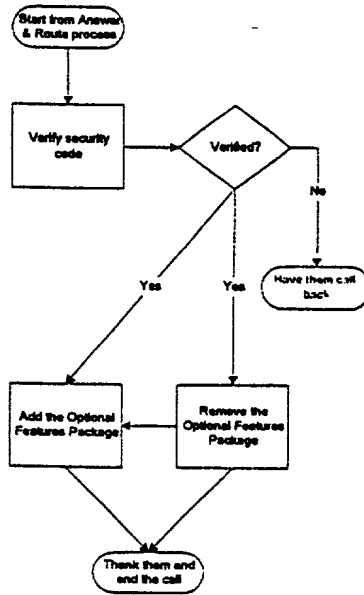 Start from Answer
& Route process
Verify security
code
Verified?
No
Have them call
back
Yes
Yes
Add the Optional
Features Package
Remove the
Optional Features
Package
Thank them and
end the call